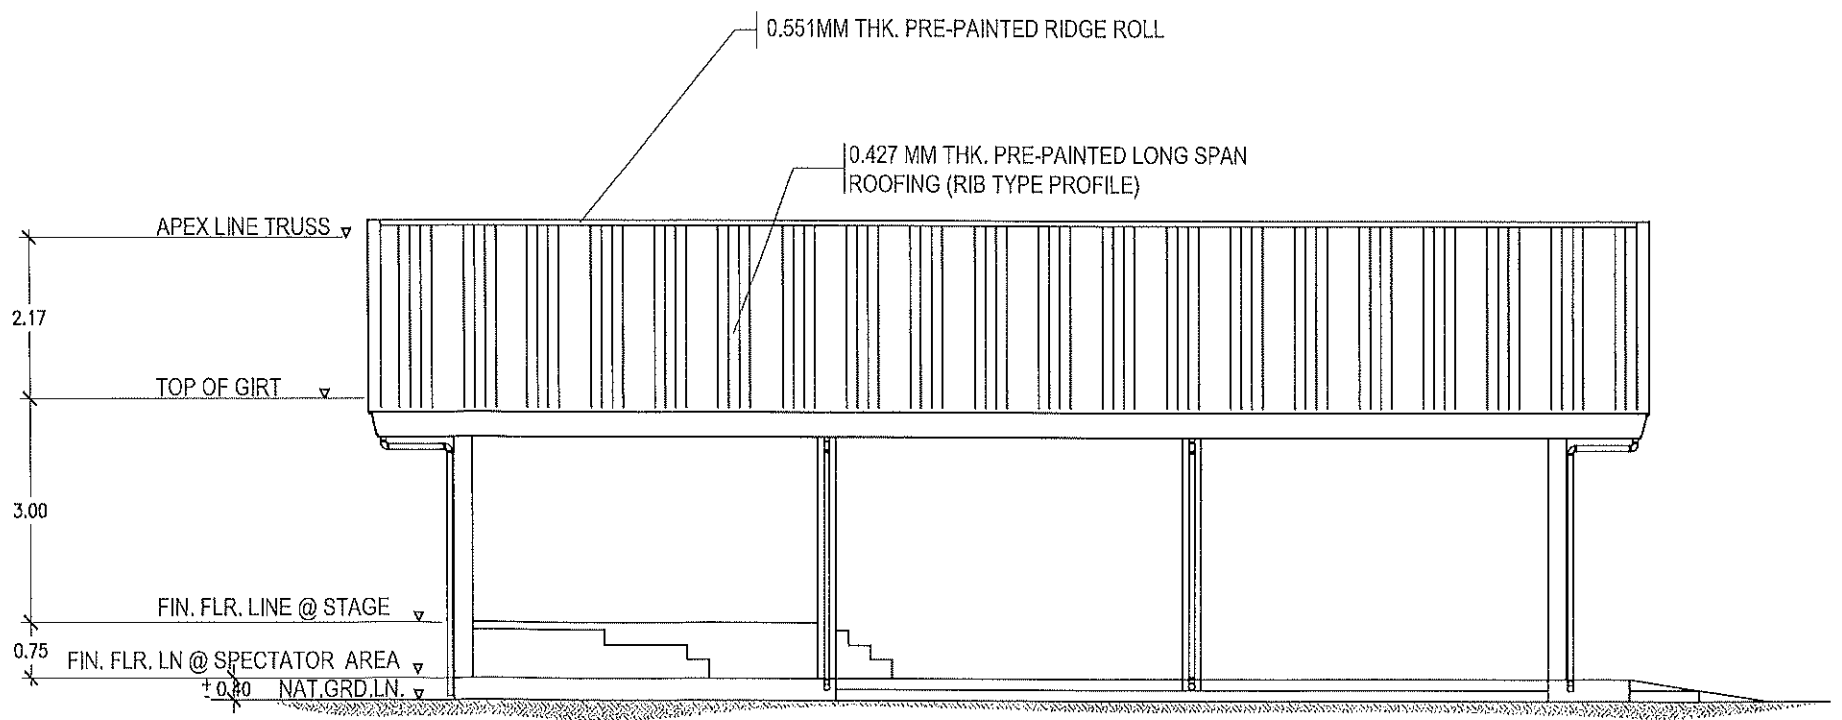 0.551MM THK. PRE-PAINTED RIDGE ROLL
0.427 MM THK. PRE-PAINTED LONG SPAN
ROOFING (RIB TYPE PROFILE)
APEX LINE TRUSS
2.17
TOP OF GIRT
3.00
FIN. FLR. LINE @ STAGE
0.75
FIN. FLR. LN @ SPECTATOR AREA
± 0.40 NAT.GRD.LN.